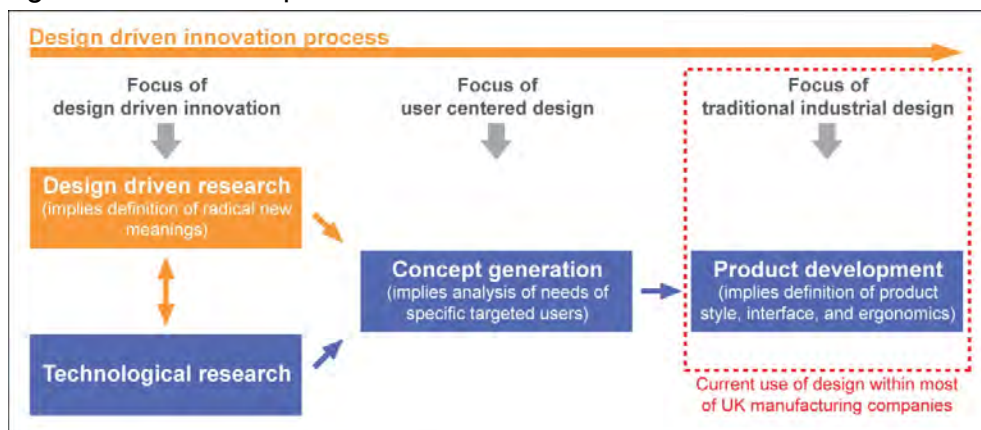 Design driven innovation process
Focus of
design driven innovation
Focus of
user centered design
Focus of
traditional industrial design
Design driven research
(implies definition of radical new
meanings)
Concept generation
(implies analysis of needs of
specific targeted users)
Product development
(implies definition of product
style, interface, and ergonomics)
Technological research
Current use of design within most
of UK manufacturing companies